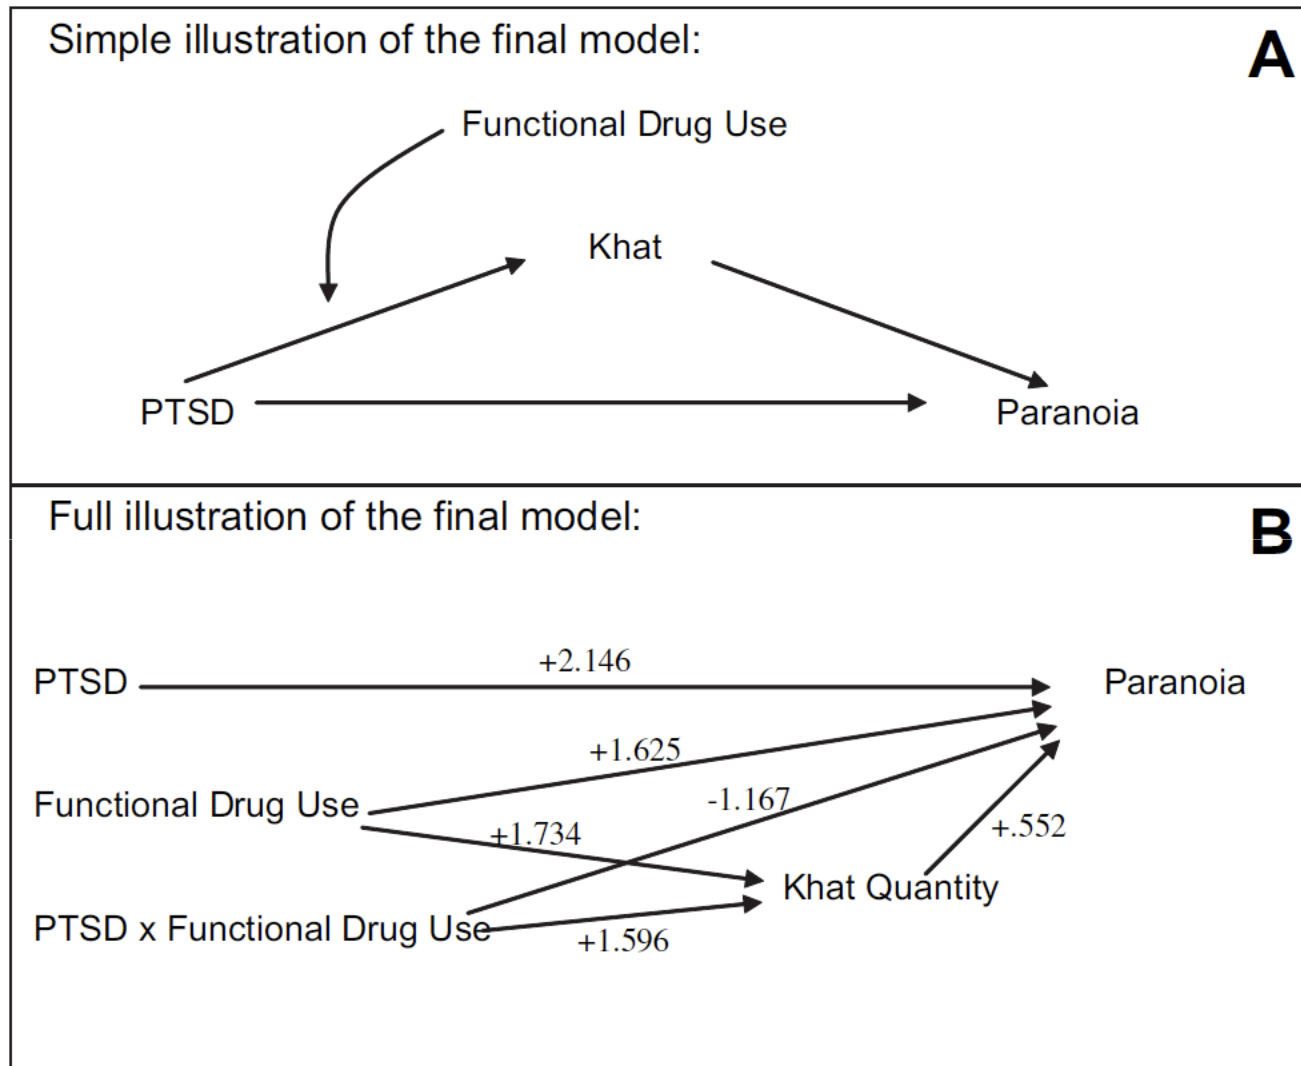 Simple illustration of the final model:
A
Functional Drug Use
Khat
PTSD
Paranoia
Full illustration of the final model:
B
+2.146
PTSD
Paranoia
+1.625
Functional Drug Use
-1.167
+1.734
+.552
Khat Quantity
PTSD x Functional Drug Use
+1.596